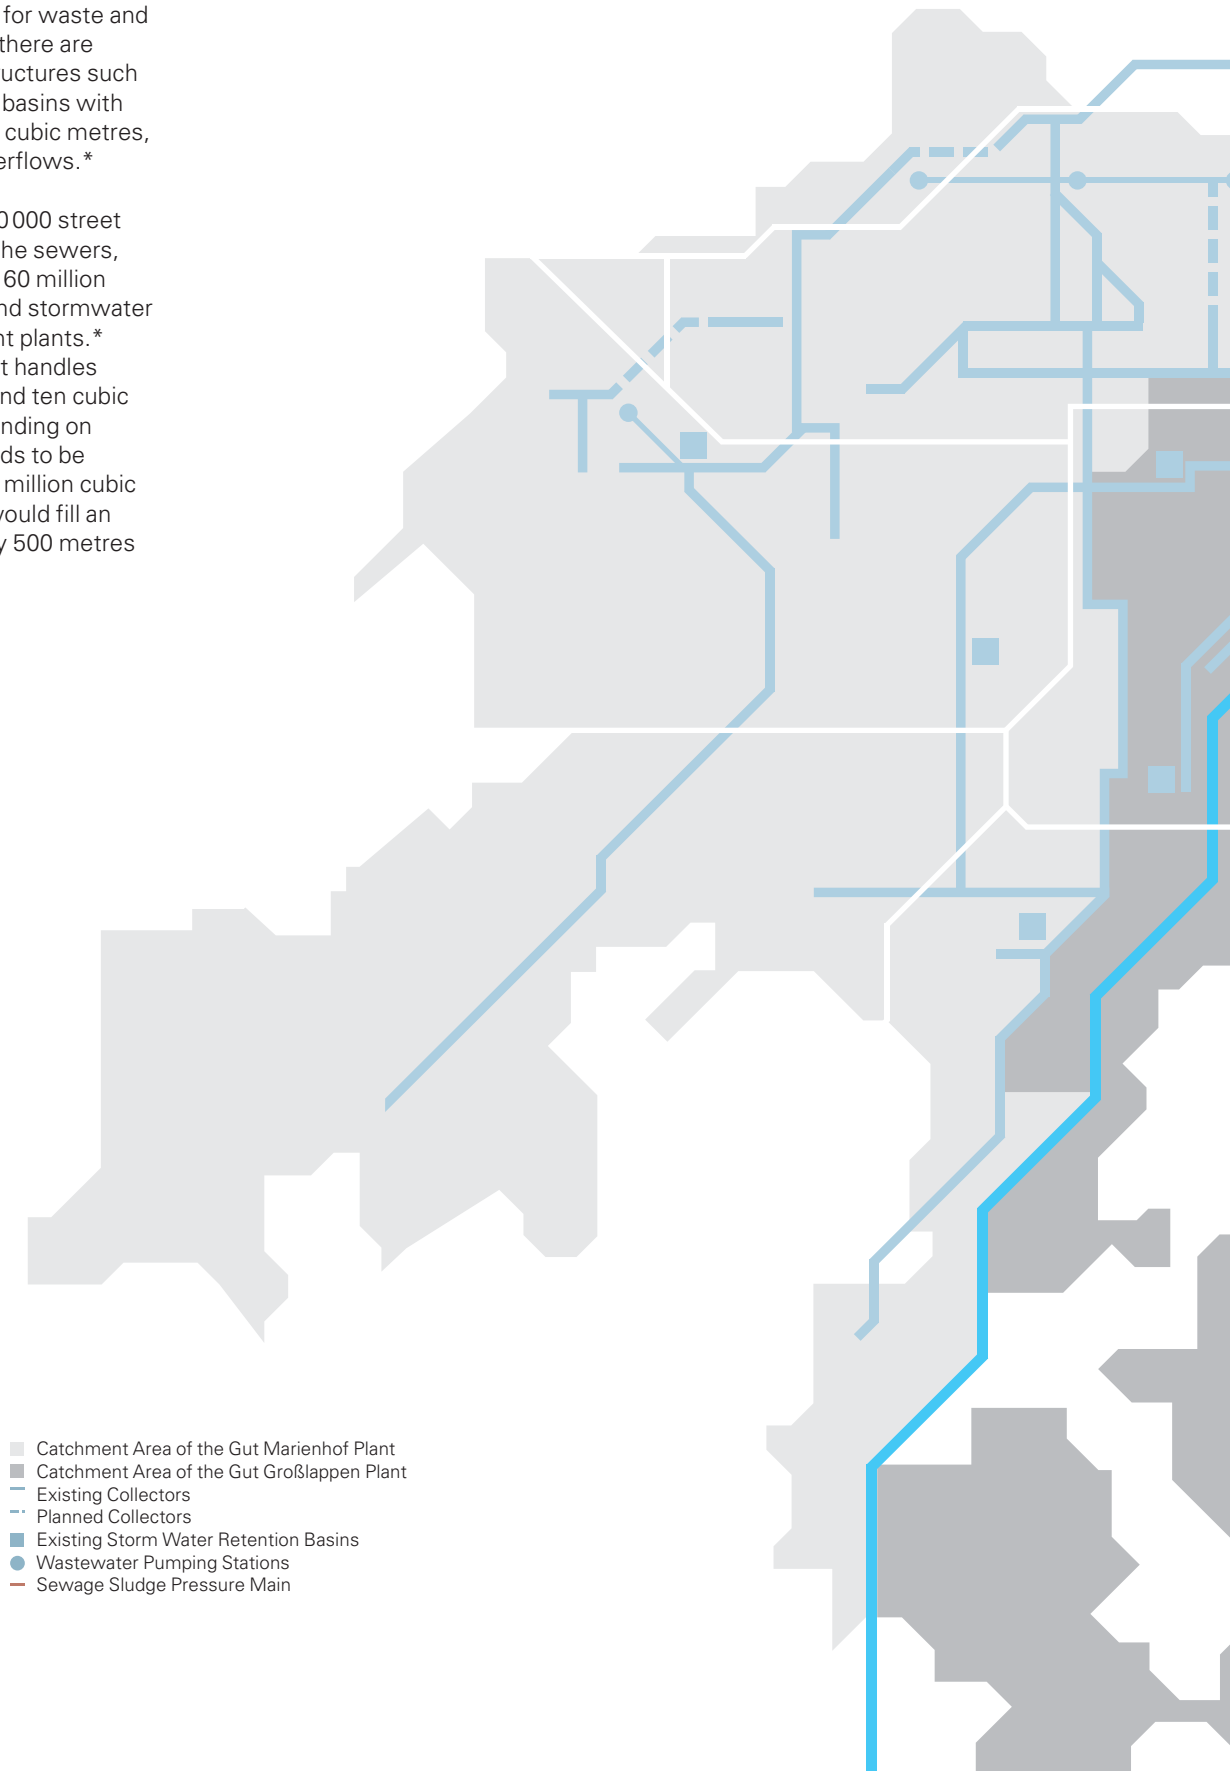 for waste and
there are
uctures such
basins with
cubic metres,
erflows.*
0 000 street
he sewers,
60 million
nd stormwater
nt plants.*
t handles
nd ten cubic
nding on
ds to be
million cubic
vould fill an
y 500 metres
Catchment Area of the Gut Marienhof Plant
Catchment Area of the Gut Großlappen Plant
Existing Collectors
Planned Collectors
Existing Storm Water Retention Basins
Wastewater Pumping Stations
Sewage Sludge Pressure Main